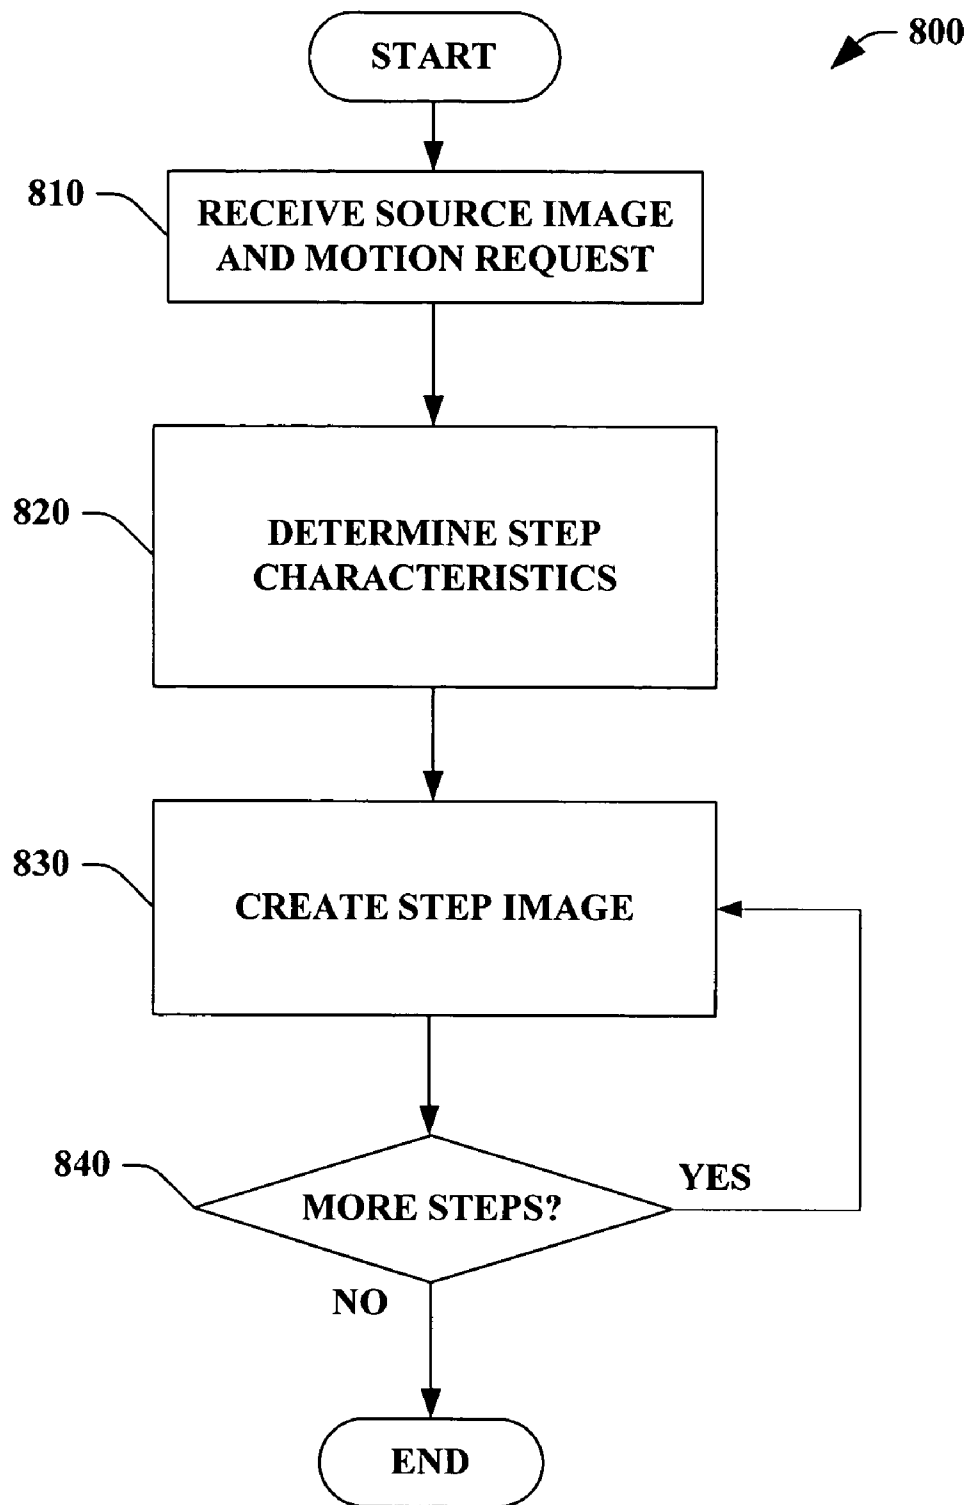 START
800
810
RECEIVE SOURCE IMAGE
AND MOTION REQUEST
820
DETERMINE STEP
CHARACTERISTICS
830
CREATE STEP IMAGE
840
MORE STEPS?
YES
NO
END